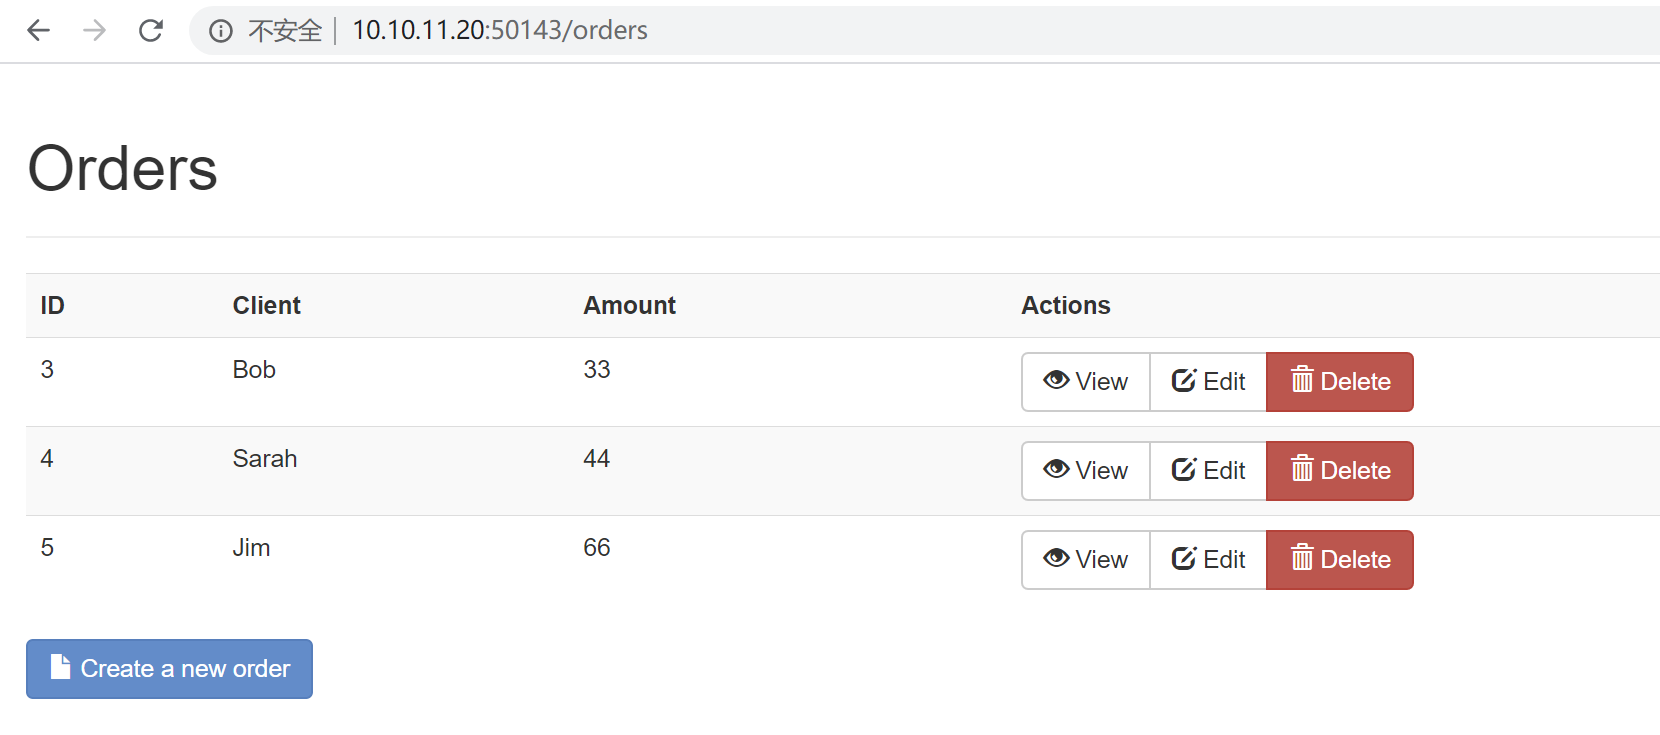 不安全 10.10.11.20:50143/orders
Orders
ID Client Amount Actions
3 Bob 33 View Edit Delete
4 Sarah 44 View Edit Delete
5 Jim 66 View Edit Delete
Create a new order